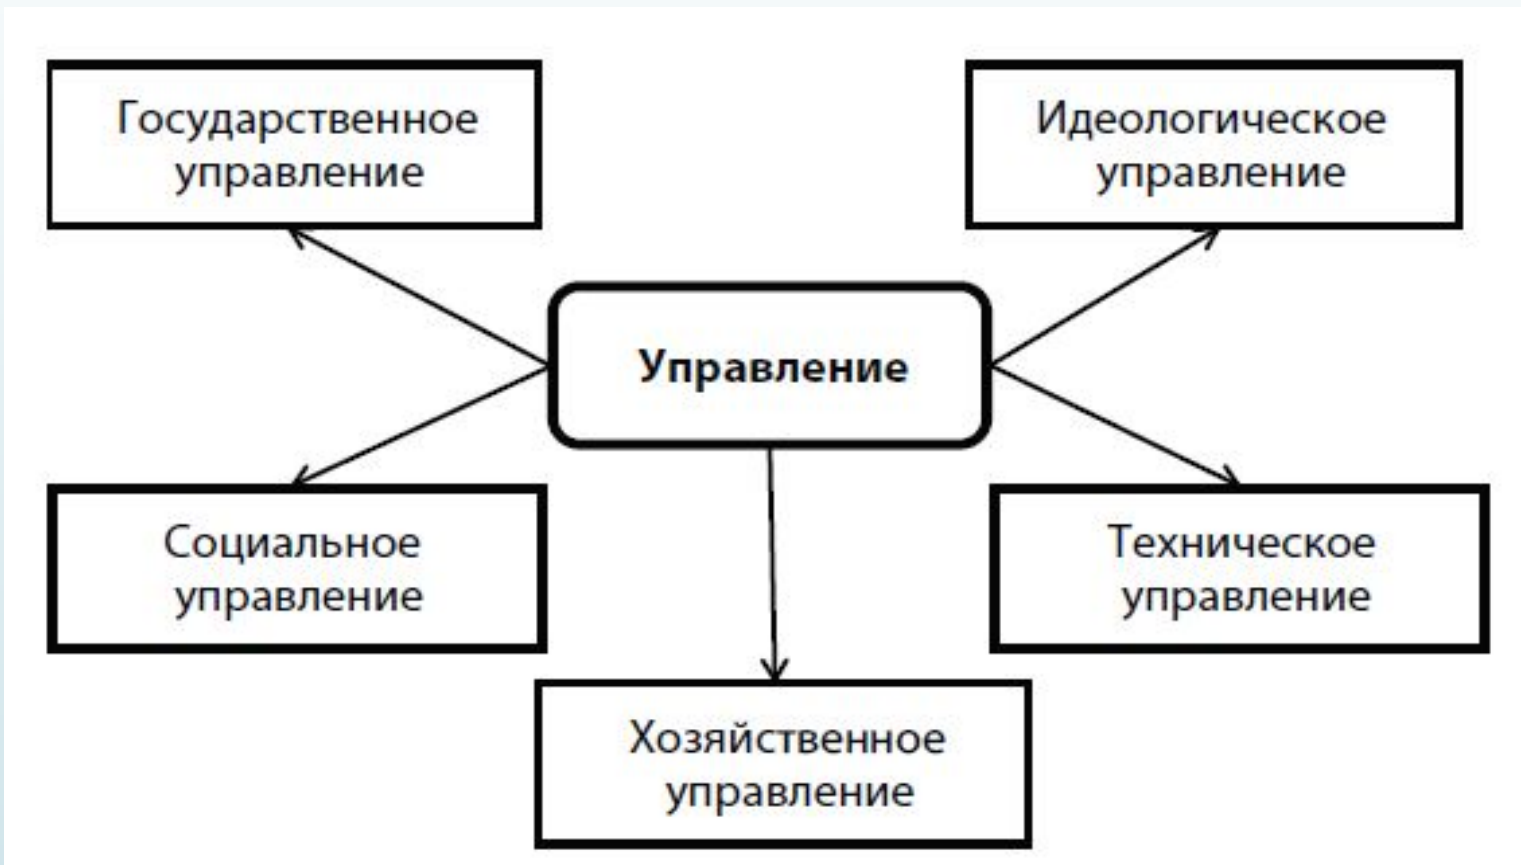 Государственное
управление
Идеологическое
управление
Управление
Социальное
управление
Техническое
управление
Хозяйственное
управление